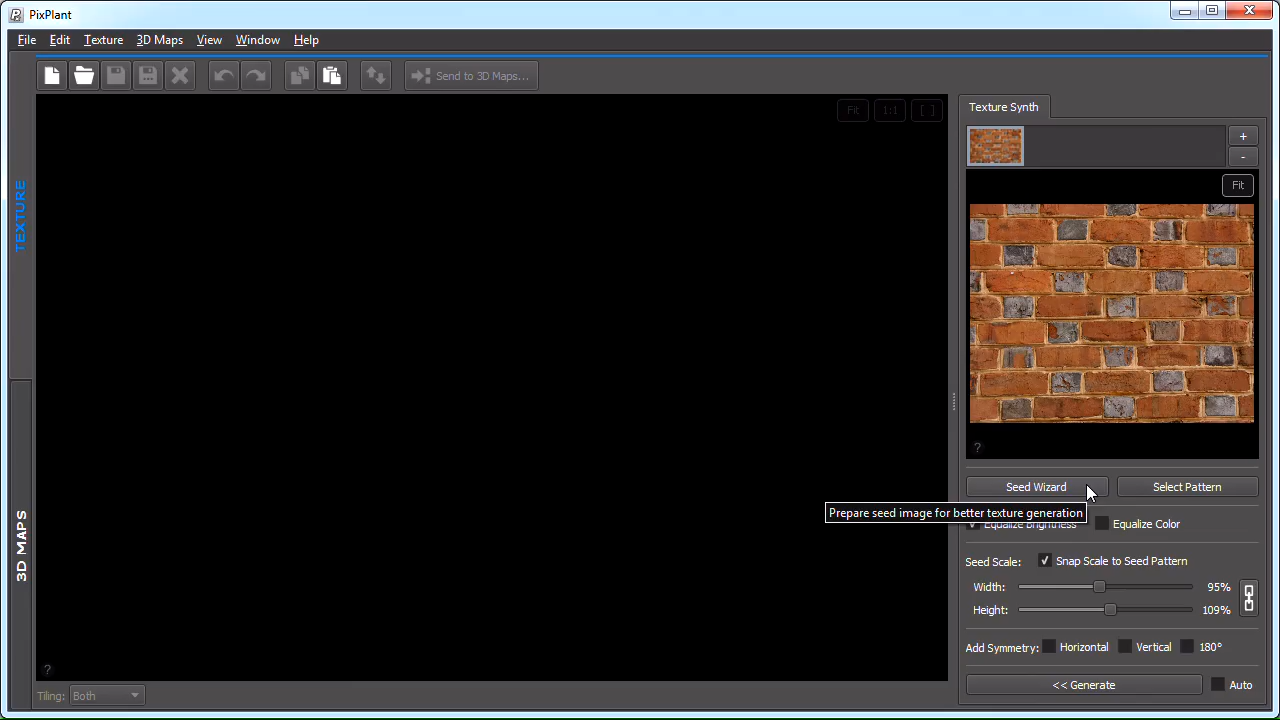 PixPlant
File Edit Texture 3D Maps View Window Help
Send to 3D Maps...
Texture Synth
Fit 1:1 [ ]
+
-
Fit
TEXTURE
?
Seed Wizard Select Pattern
Prepare seed image for better texture generation
Equalize Brightness Equalize Color
3D MAPS
Seed Scale: Snap Scale to Seed Pattern
Width: 95%
Height: 109%
Add Symmetry: Horizontal Vertical 180°
?
<< Generate Auto
Tiling: Both